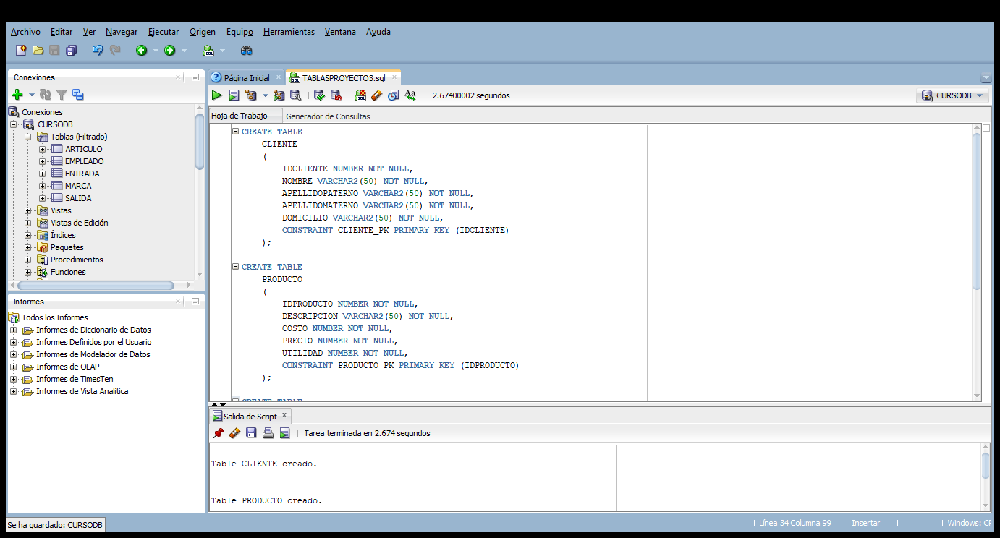 Archivo Editar Ver Navegar Ejecutar Origen Equipo Herramientas Ventana Ayuda
Conexiones
Conexiones
CURSODB
Tablas (Filtrado)
ARTICULO
EMPLEADO
ENTRADA
MARCA
SALIDA
Vistas
Vistas de Edición
Índices
Paquetes
Procedimientos
Funciones
Informes
Todos los Informes
Informes de Diccionario de Datos
Informes Definidos por el Usuario
Informes de Modelador de Datos
Informes de OLAP
Informes de TimesTen
Informes de Vista Analítica
Página Inicial TABLASPROYECTO3.sql
2.67400002 segundos CURSODB
Hoja de Trabajo Generador de Consultas
CREATE TABLE
CLIENTE
(
IDCLIENTE NUMBER NOT NULL,
NOMBRE VARCHAR2(50) NOT NULL,
APELLIDOPATERNO VARCHAR2(50) NOT NULL,
APELLIDOMATERNO VARCHAR2(50) NOT NULL,
DOMICILIO VARCHAR2(50) NOT NULL,
CONSTRAINT CLIENTE_PK PRIMARY KEY (IDCLIENTE)
);
CREATE TABLE
PRODUCTO
(
IDPRODUCTO NUMBER NOT NULL,
DESCRIPCION VARCHAR2(50) NOT NULL,
COSTO NUMBER NOT NULL,
PRECIO NUMBER NOT NULL,
UTILIDAD NUMBER NOT NULL,
CONSTRAINT PRODUCTO_PK PRIMARY KEY (IDPRODUCTO)
);
CREATE TABLE
Salida de Script
Tarea terminada en 2.674 segundos
Table CLIENTE creado.
Table PRODUCTO creado.
Se ha guardado: CURSODB
| Línea 34 Columna 99 | Insertar | | Windows: CF